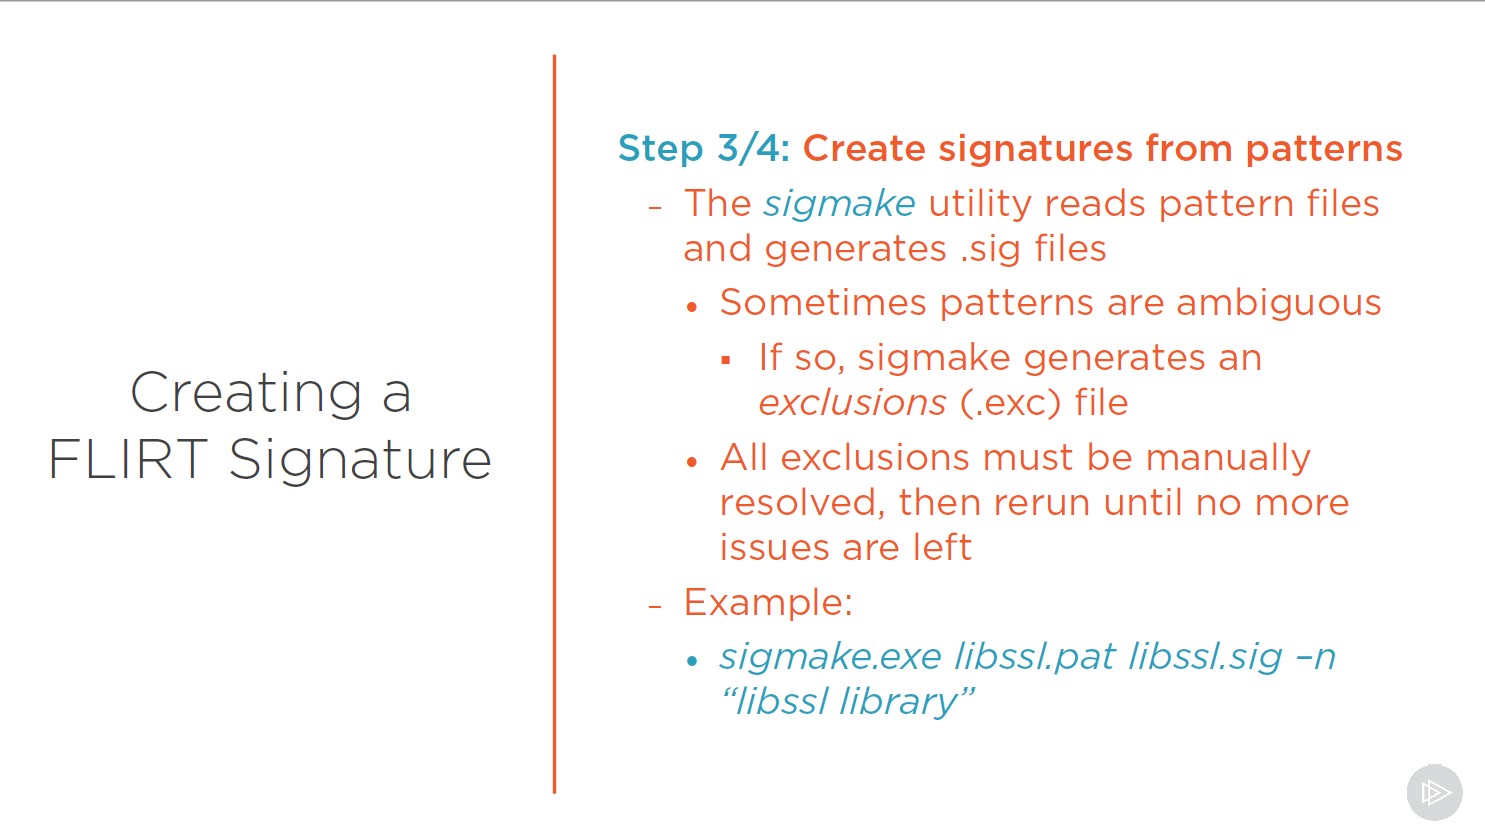 Creating a
FLIRT Signature
Step 3/4: Create signatures from patterns
– The sigmake utility reads pattern files
and generates .sig files
• Sometimes patterns are ambiguous
▪ If so, sigmake generates an
exclusions (.exc) file
• All exclusions must be manually
resolved, then rerun until no more
issues are left
– Example:
• sigmake.exe libssl.pat libssl.sig –n
“libssl library”